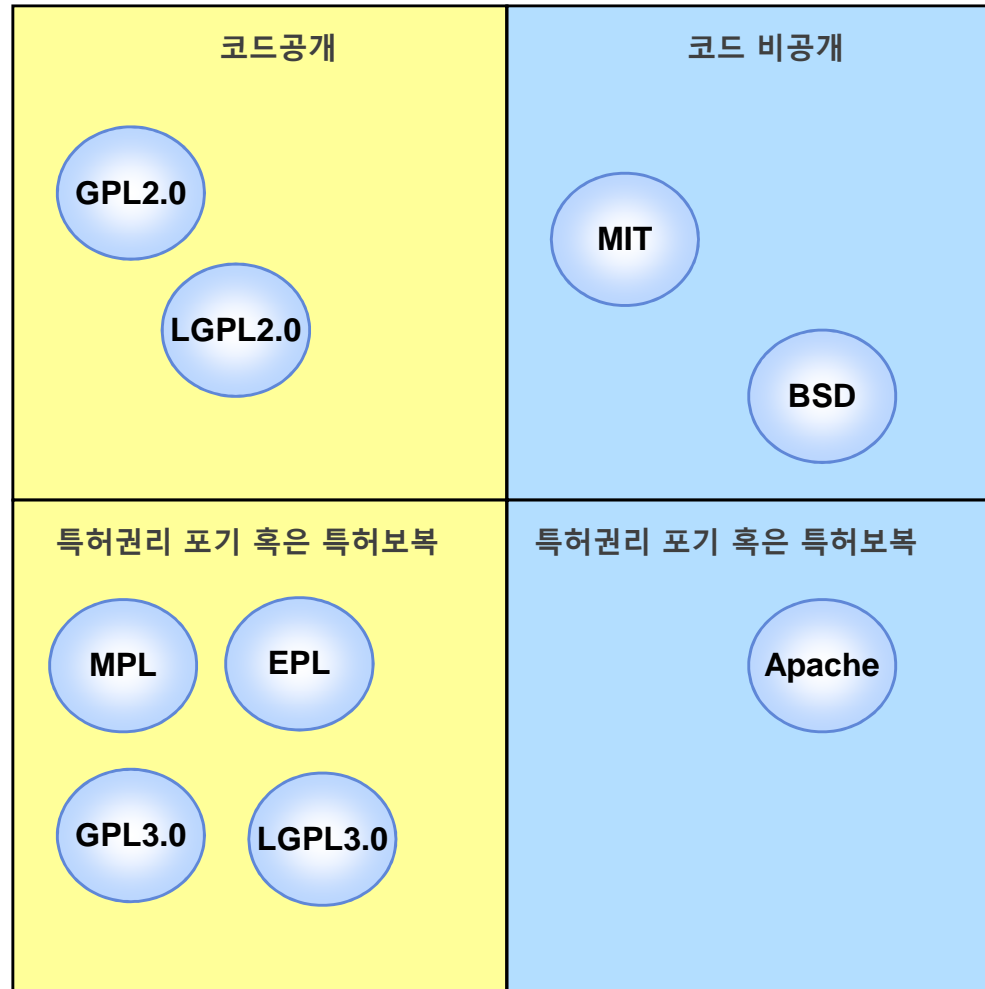 코드공개
코드 비공개
GPL2.0
MIT
LGPL2.0
BSD
특허권리 포기 혹은 특허보복
특허권리 포기 혹은 특허보복
MPL
EPL
Apache
GPL3.0
LGPL3.0